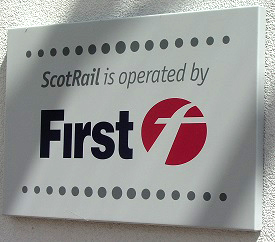 ScotRail is operated by
First f